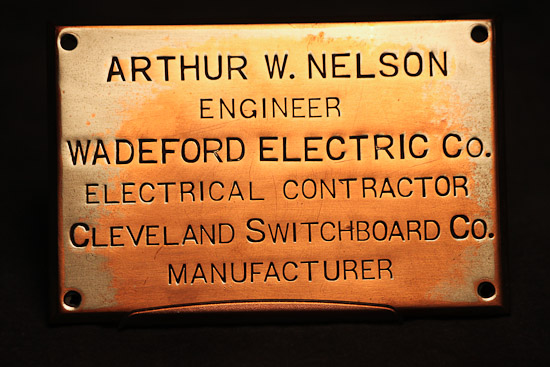 ARTHUR W. NELSON
ENGINEER
WADEFORD ELECTRIC CO.
ELECTRICAL CONTRACTOR
CLEVELAND SWITCHBOARD CO.
MANUFACTURER